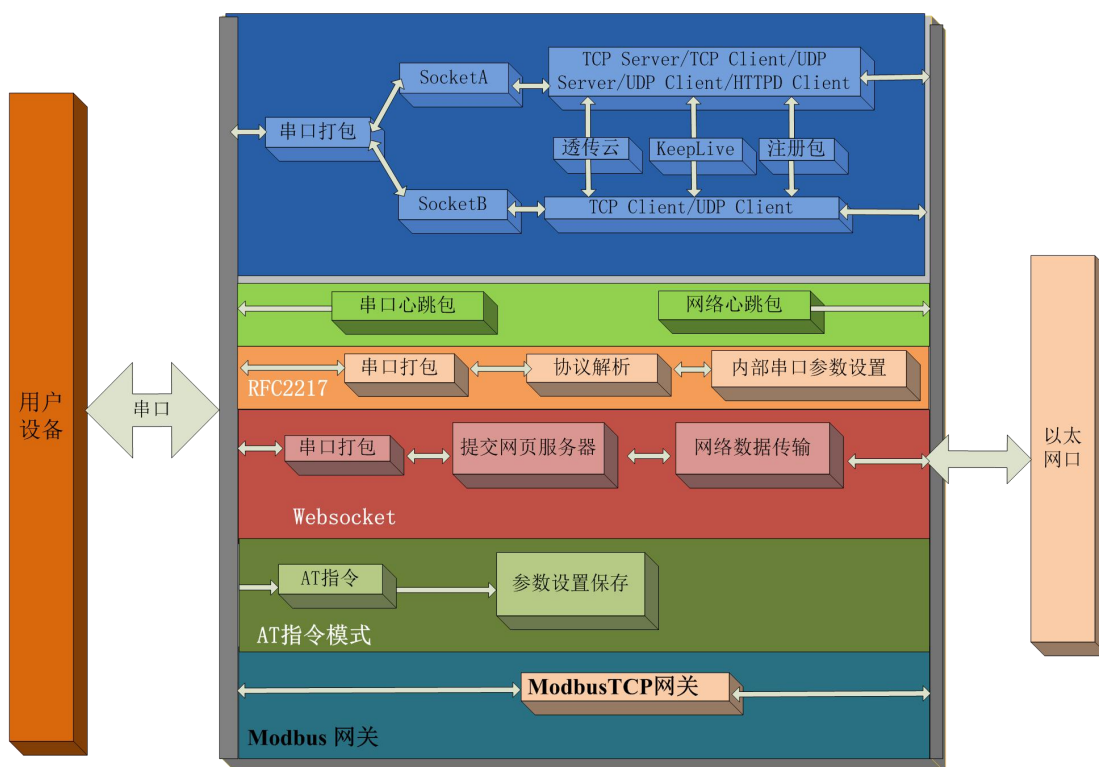 TCP Server/TCP Client/UDP
Server/UDP Client/HTTPD Client
SocketA
串口打包
透传云
KeepLive
注册包
SocketB
TCP Client/UDP Client
串口心跳包
网络心跳包
串口打包
协议解析
内部串口参数设置
RFC2217
用户
设备
串口
串口打包
提交网页服务器
网络数据传输
以太
网口
Websocket
AT指令
参数设置保存
AT指令模式
ModbusTCP网关
Modbus 网关